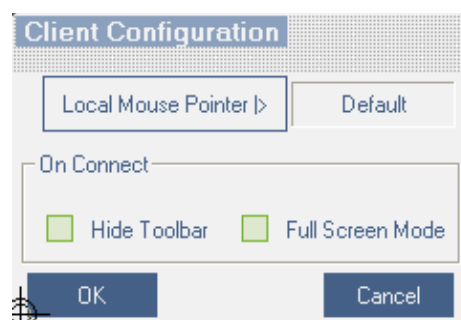 Client Configuration
Local Mouse Pointer |> Default
On Connect
Hide Toolbar Full Screen Mode
OK Cancel